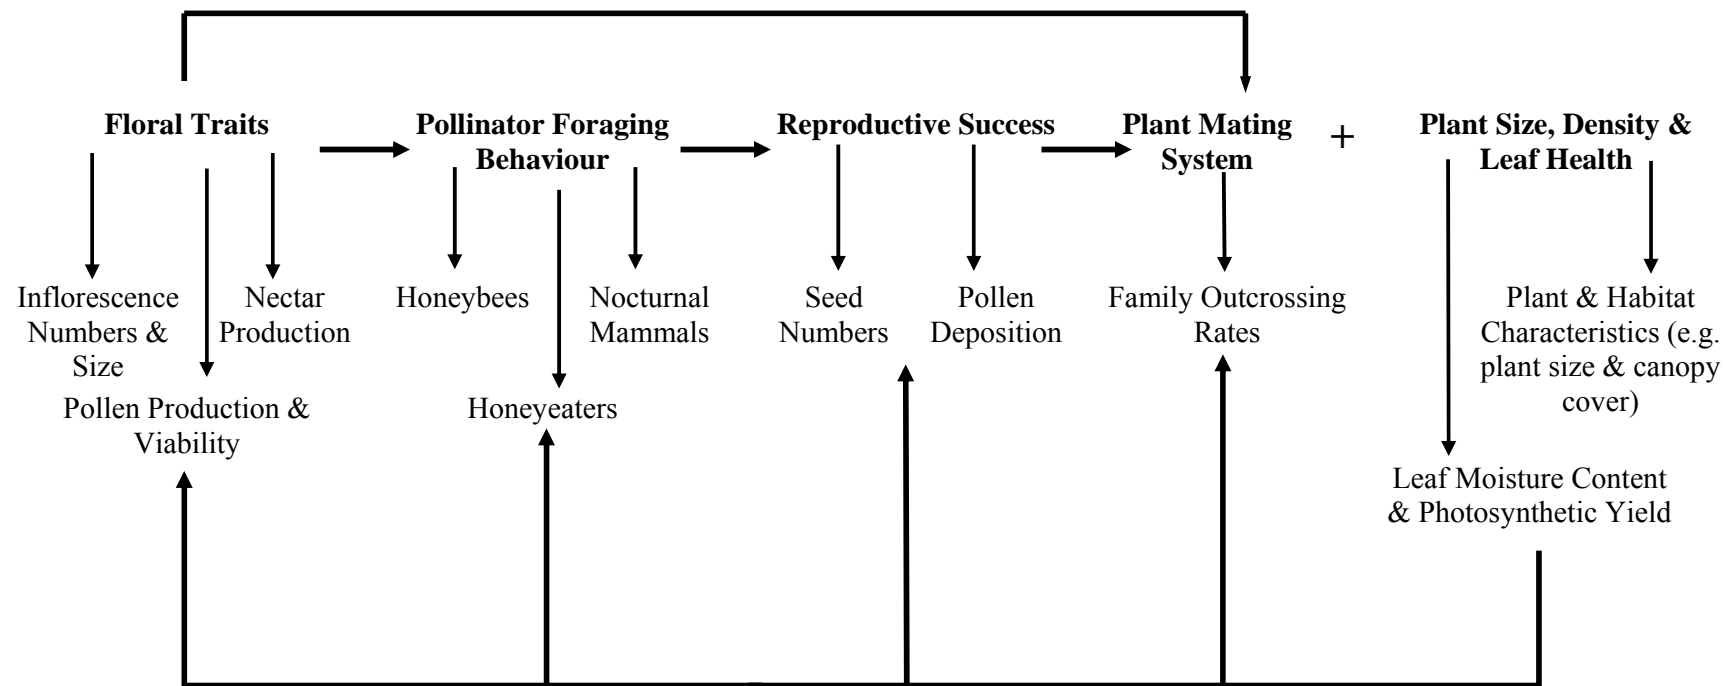 Floral Traits
Pollinator Foraging
Behaviour
Reproductive Success
Plant Mating
System
+
Plant Size, Density &
Leaf Health
Inflorescence
Numbers &
Size
Nectar
Production
Pollen Production &
Viability
Honeybees
Nocturnal
Mammals
Honeyeaters
Seed
Numbers
Pollen
Deposition
Family Outcrossing
Rates
Plant & Habitat
Characteristics (e.g.
plant size & canopy
cover)
Leaf Moisture Content
& Photosynthetic Yield